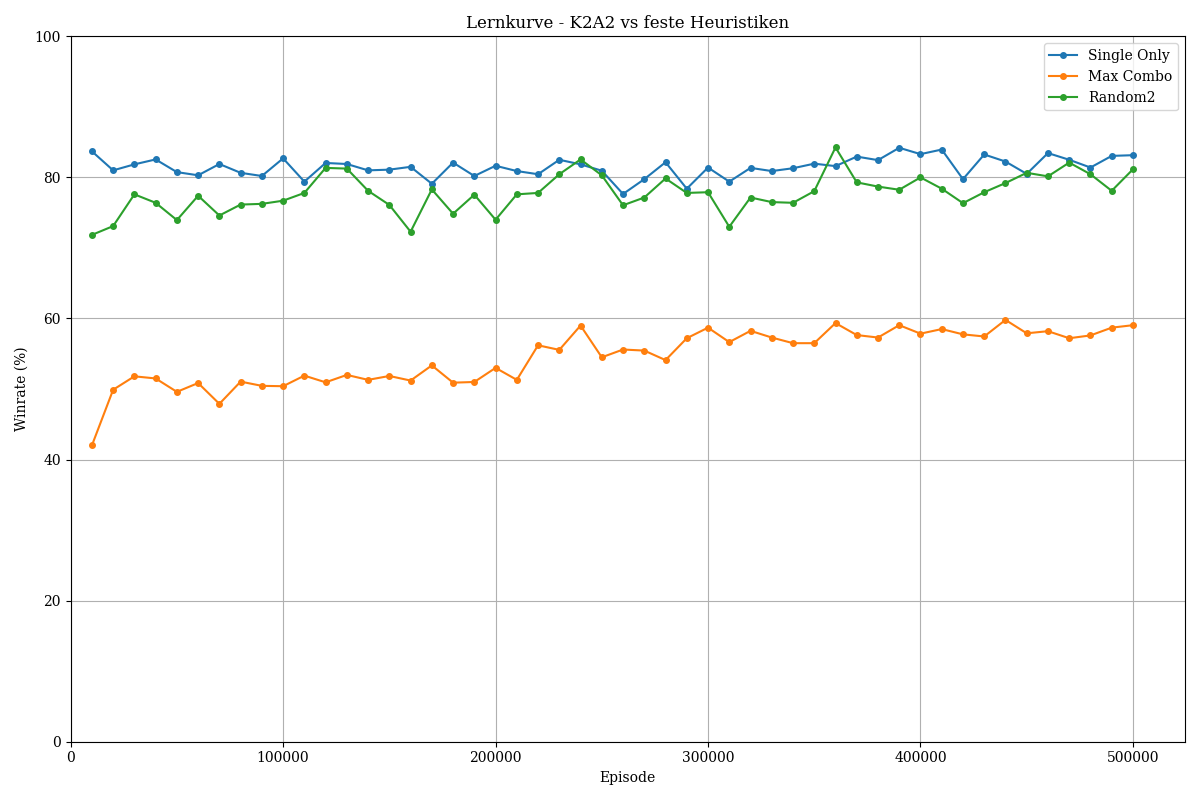 Lernkurve - K2A2 vs feste Heuristiken
100
80
60
40
20
0
Winrate (%)
Single Only
Max Combo
Random2
0
100000
200000
300000
400000
500000
Episode